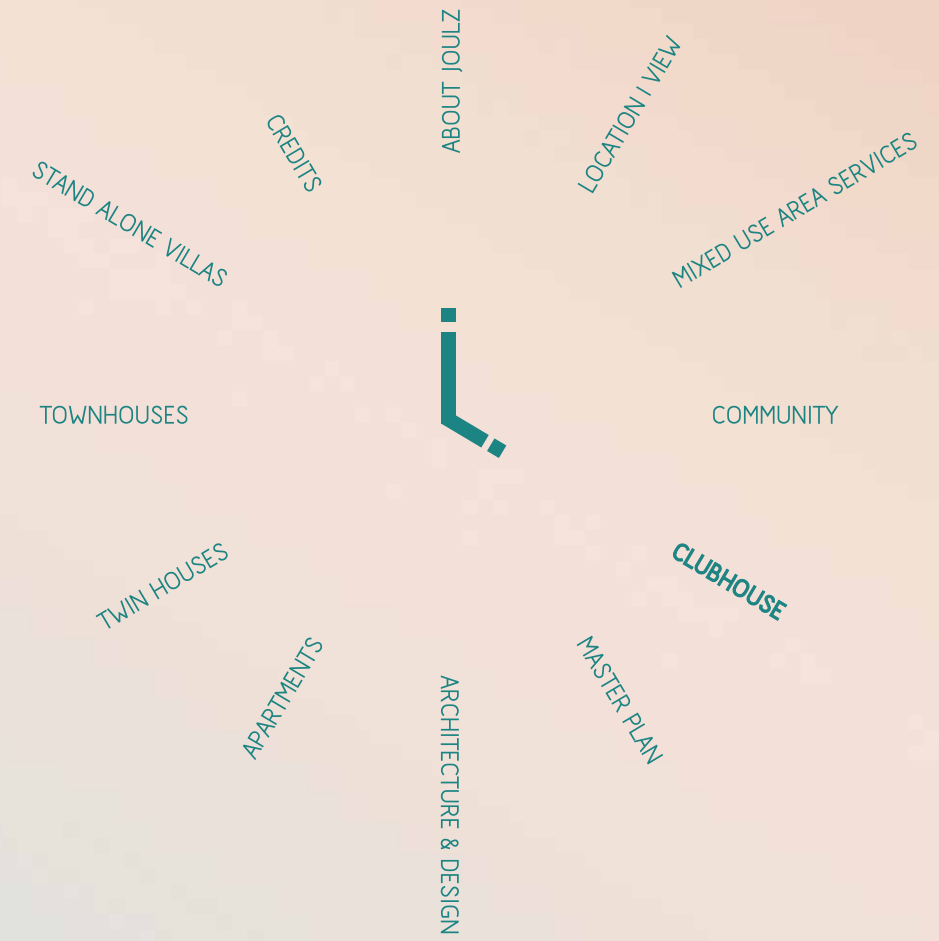 ABOUT JOULZ
LOCATION I VIEW
MIXED USE AREA SERVICES
COMMUNITY
CLUBHOUSE
MASTER PLAN
ARCHITECTURE & DESIGN
APARTMENTS
TWIN HOUSES
TOWNHOUSES
STAND ALONE VILLAS
CREDITS